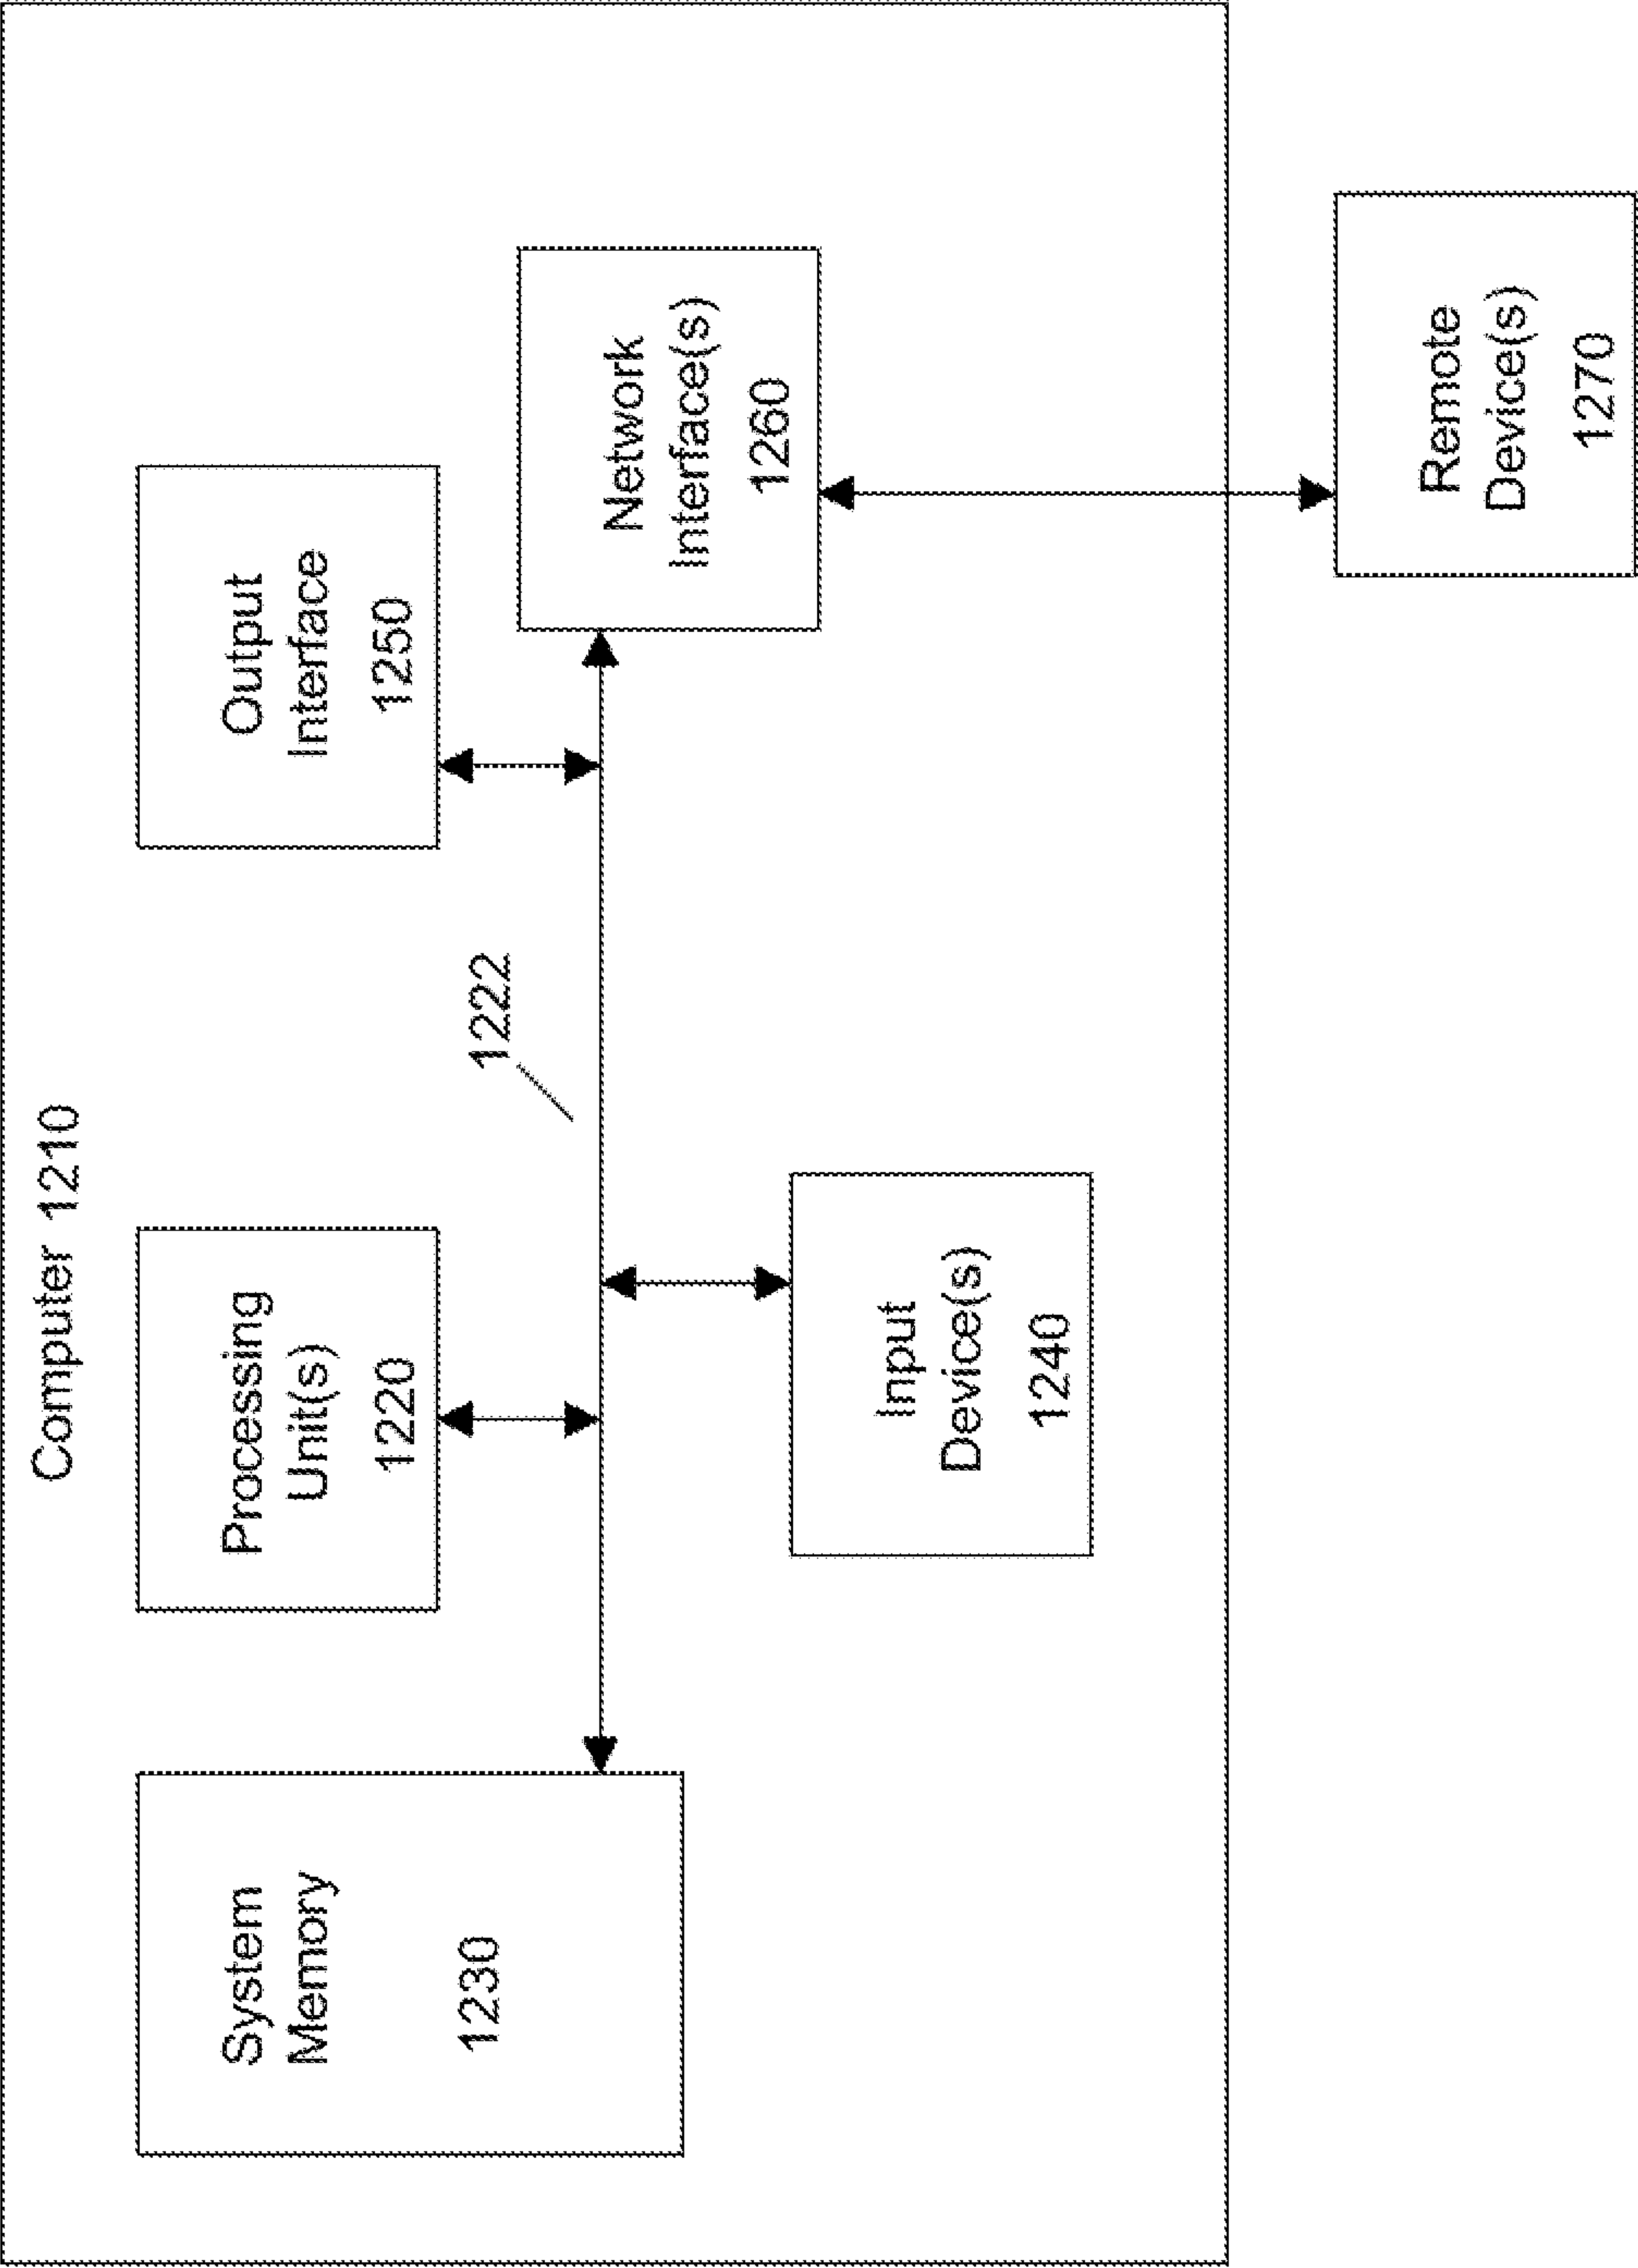 Computer 1210
System
Memory
1230
Processing
Unit(s)
1220
Output
Interface
1250
1222
Network
Interface(s)
1260
Input
Device(s)
1240
Remote
Device(s)
1270